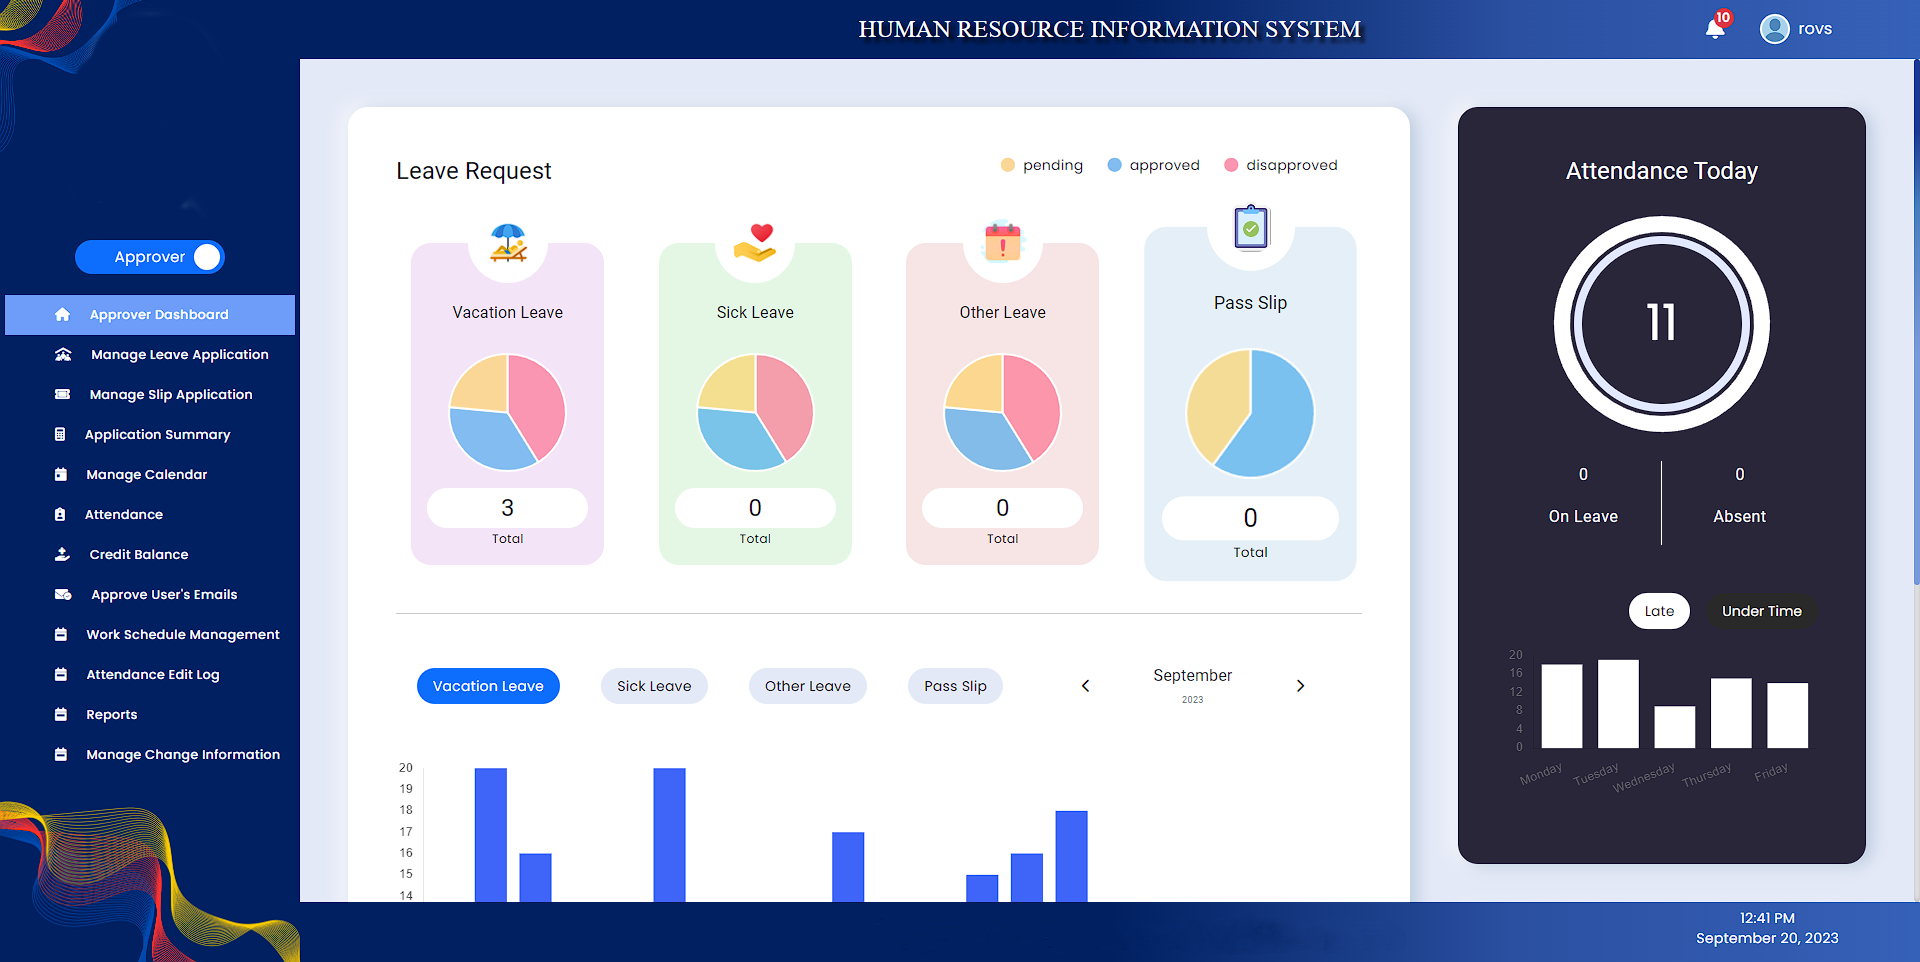 HUMAN RESOURCE INFORMATION SYSTEM
10
rovs
Approver
Approver Dashboard
Manage Leave Application
Manage Slip Application
Application Summary
Manage Calendar
Attendance
Credit Balance
Approve User's Emails
Work Schedule Management
Attendance Edit Log
Reports
Manage Change Information
Leave Request
pending approved disapproved
Vacation Leave
3
Total
Sick Leave
0
Total
Other Leave
0
Total
Pass Slip
0
Total
Vacation Leave Sick Leave Other Leave Pass Slip
September
2023
20
19
18
17
16
15
14
Attendance Today
11
0
On Leave
0
Absent
Late Under Time
20
16
12
8
4
0
Monday Tuesday Wednesday Thursday Friday
12:41 PM
September 20, 2023